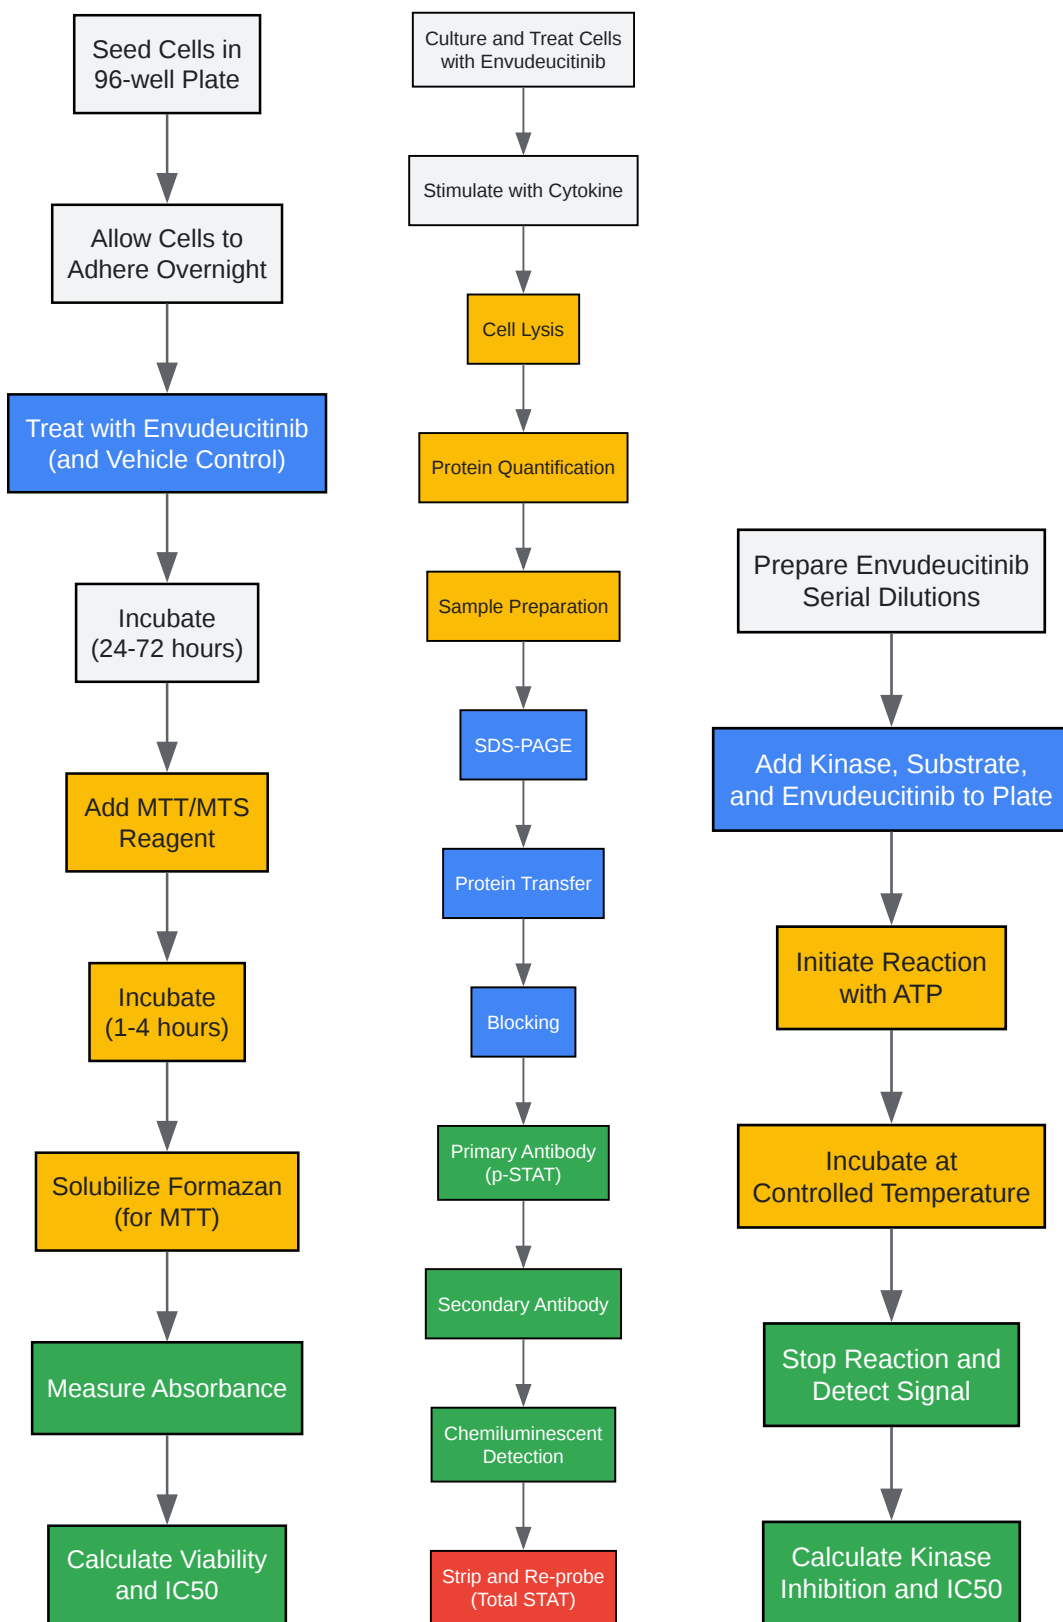 Seed Cells in
96-well Plate
Allow Cells to
Adhere Overnight
Treat with Envudeucitinib
(and Vehicle Control)
Incubate
(24-72 hours)
Add MTT/MTS
Reagent
Incubate
(1-4 hours)
Solubilize Formazan
(for MTT)
Measure Absorbance
Calculate Viability
and IC50
Culture and Treat Cells
with Envudeucitinib
Stimulate with Cytokine
Cell Lysis
Protein Quantification
Sample Preparation
SDS-PAGE
Protein Transfer
Blocking
Primary Antibody
(p-STAT)
Secondary Antibody
Chemiluminescent
Detection
Strip and Re-probe
(Total STAT)
Prepare Envudeucitinib
Serial Dilutions
Add Kinase, Substrate,
and Envudeucitinib to Plate
Initiate Reaction
with ATP
Incubate at
Controlled Temperature
Stop Reaction and
Detect Signal
Calculate Kinase
Inhibition and IC50